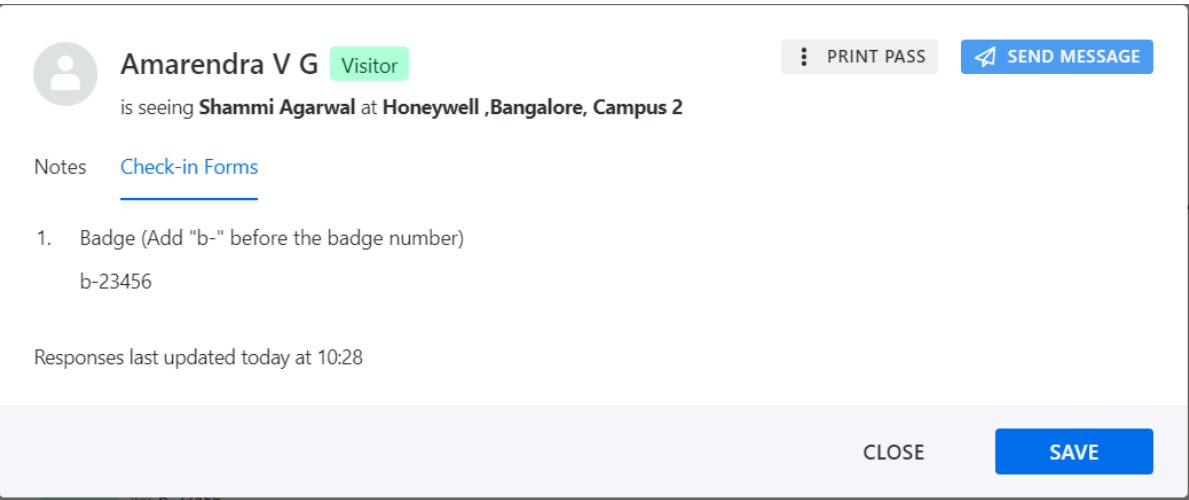 Amarendra V G Visitor
PRINT PASS
SEND MESSAGE
is seeing Shammi Agarwal at Honeywell ,Bangalore, Campus 2
Notes Check-in Forms
1. Badge (Add "b-" before the badge number)
b-23456
Responses last updated today at 10:28
CLOSE SAVE